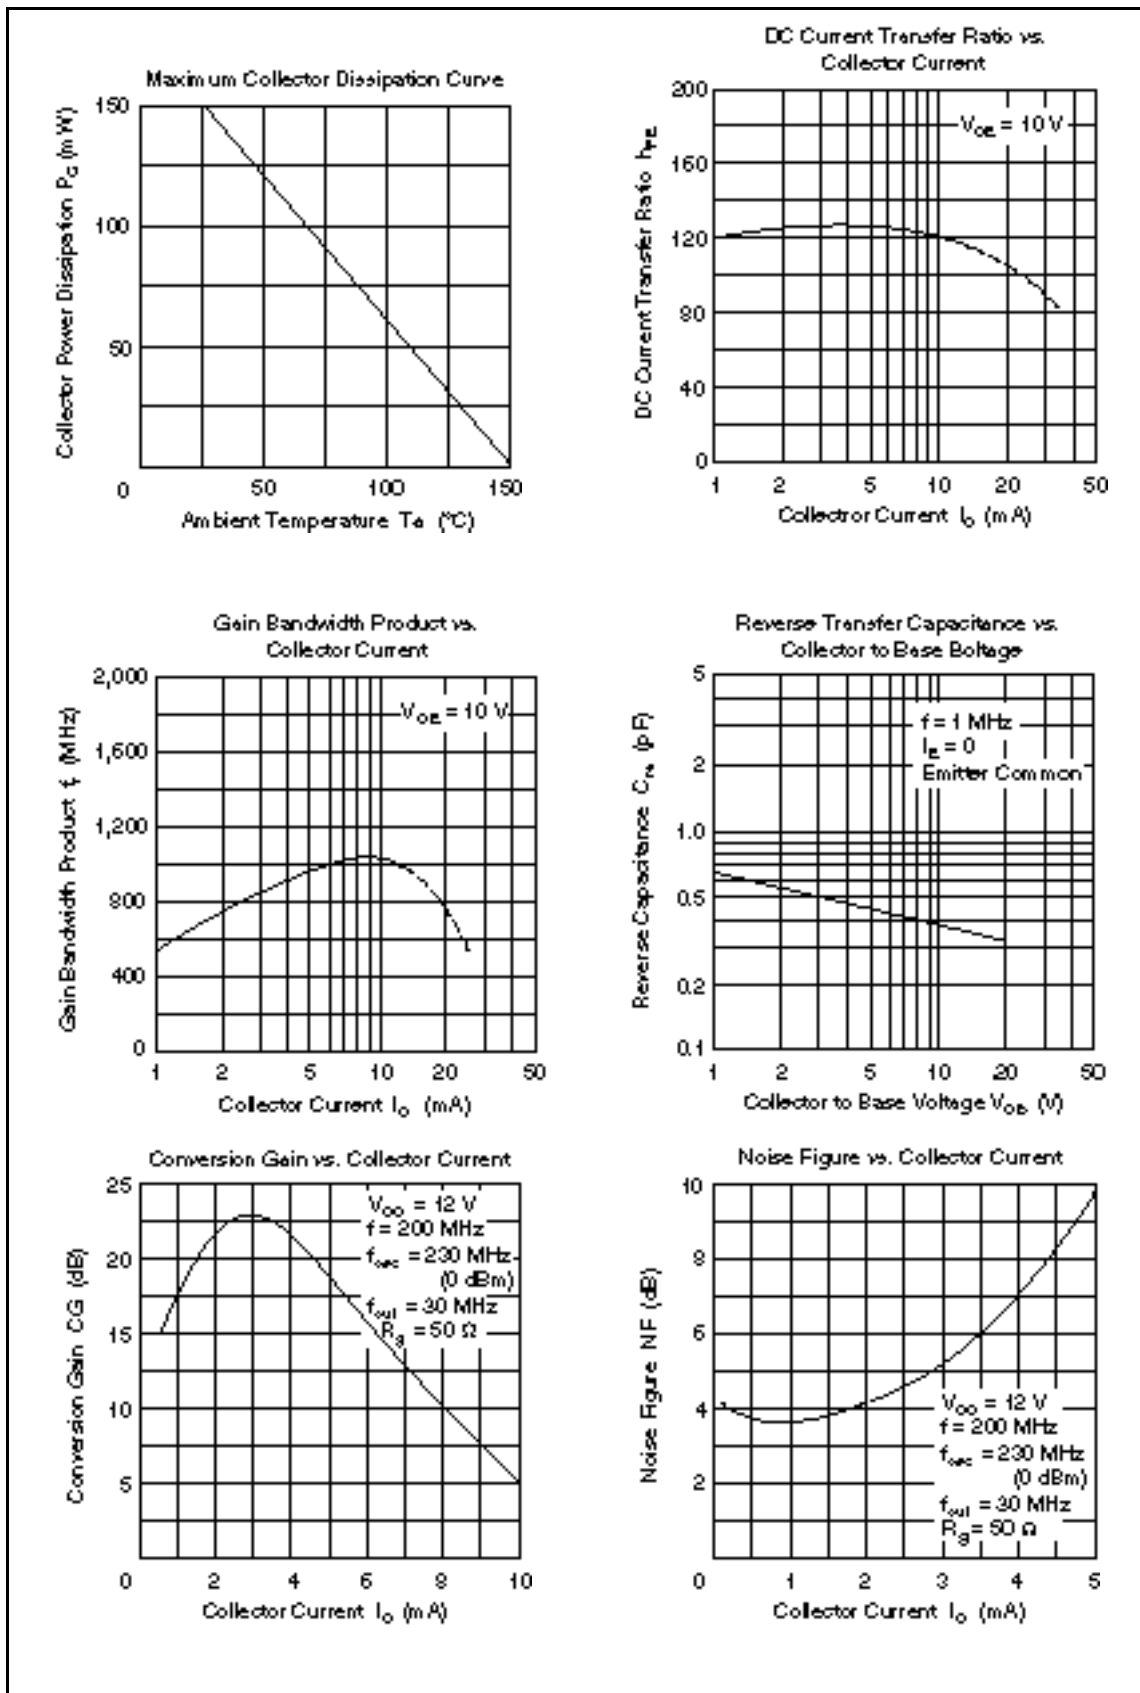 Maximum Collector Dissipation Curve
Collector Power Dissipation P_C (mW)
150
100
50
0
50
100
150
Ambient Temperature Ta (°C)
DC Current Transfer Ratio vs.
Collector Current
DC Current Transfer Ratio h_FE
200
160
120
80
40
0
V_CE = 10 V
1
2
5
10
20
50
Collectror Current I_C (mA)
Gain Bandwidth Product vs.
Collector Current
Gain Bandwidth Product f_T (MHz)
2,000
1,600
1,200
800
400
0
V_CE = 10 V
1
2
5
10
20
50
Collector Current I_C (mA)
Reverse Transfer Capacitance vs.
Collector to Base Boltage
Reverse Capacitance C_re (pF)
5
2
1.0
0.5
0.2
0.1
f = 1 MHz
I_E = 0
Emitter Common
1
2
5
10
20
50
Collector to Base Voltage V_CB (V)
Conversion Gain vs. Collector Current
Conversion Gain CG (dB)
25
20
15
10
5
V_CC = 12 V
f = 200 MHz
f_osc = 230 MHz
(0 dBm)
f_out = 30 MHz
R_g = 50 Ω
0
2
4
6
8
10
Collector Current I_C (mA)
Noise Figure vs. Collector Current
Noise Figure NF (dB)
10
8
6
4
2
V_CC = 12 V
f = 200 MHz
f_osc = 230 MHz
(0 dBm)
f_out = 30 MHz
R_g = 50 Ω
0
1
2
3
4
5
Collector Current I_C (mA)